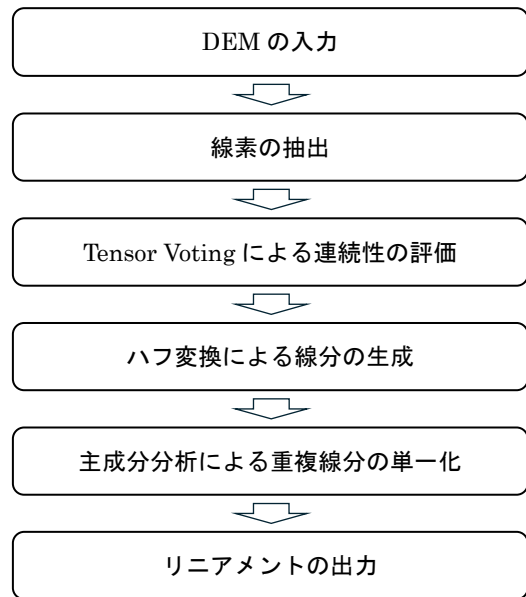 DEM の入力
線素の抽出
Tensor Voting による連続性の評価
ハフ変換による線分の生成
主成分分析による重複線分の単一化
リニアメントの出力